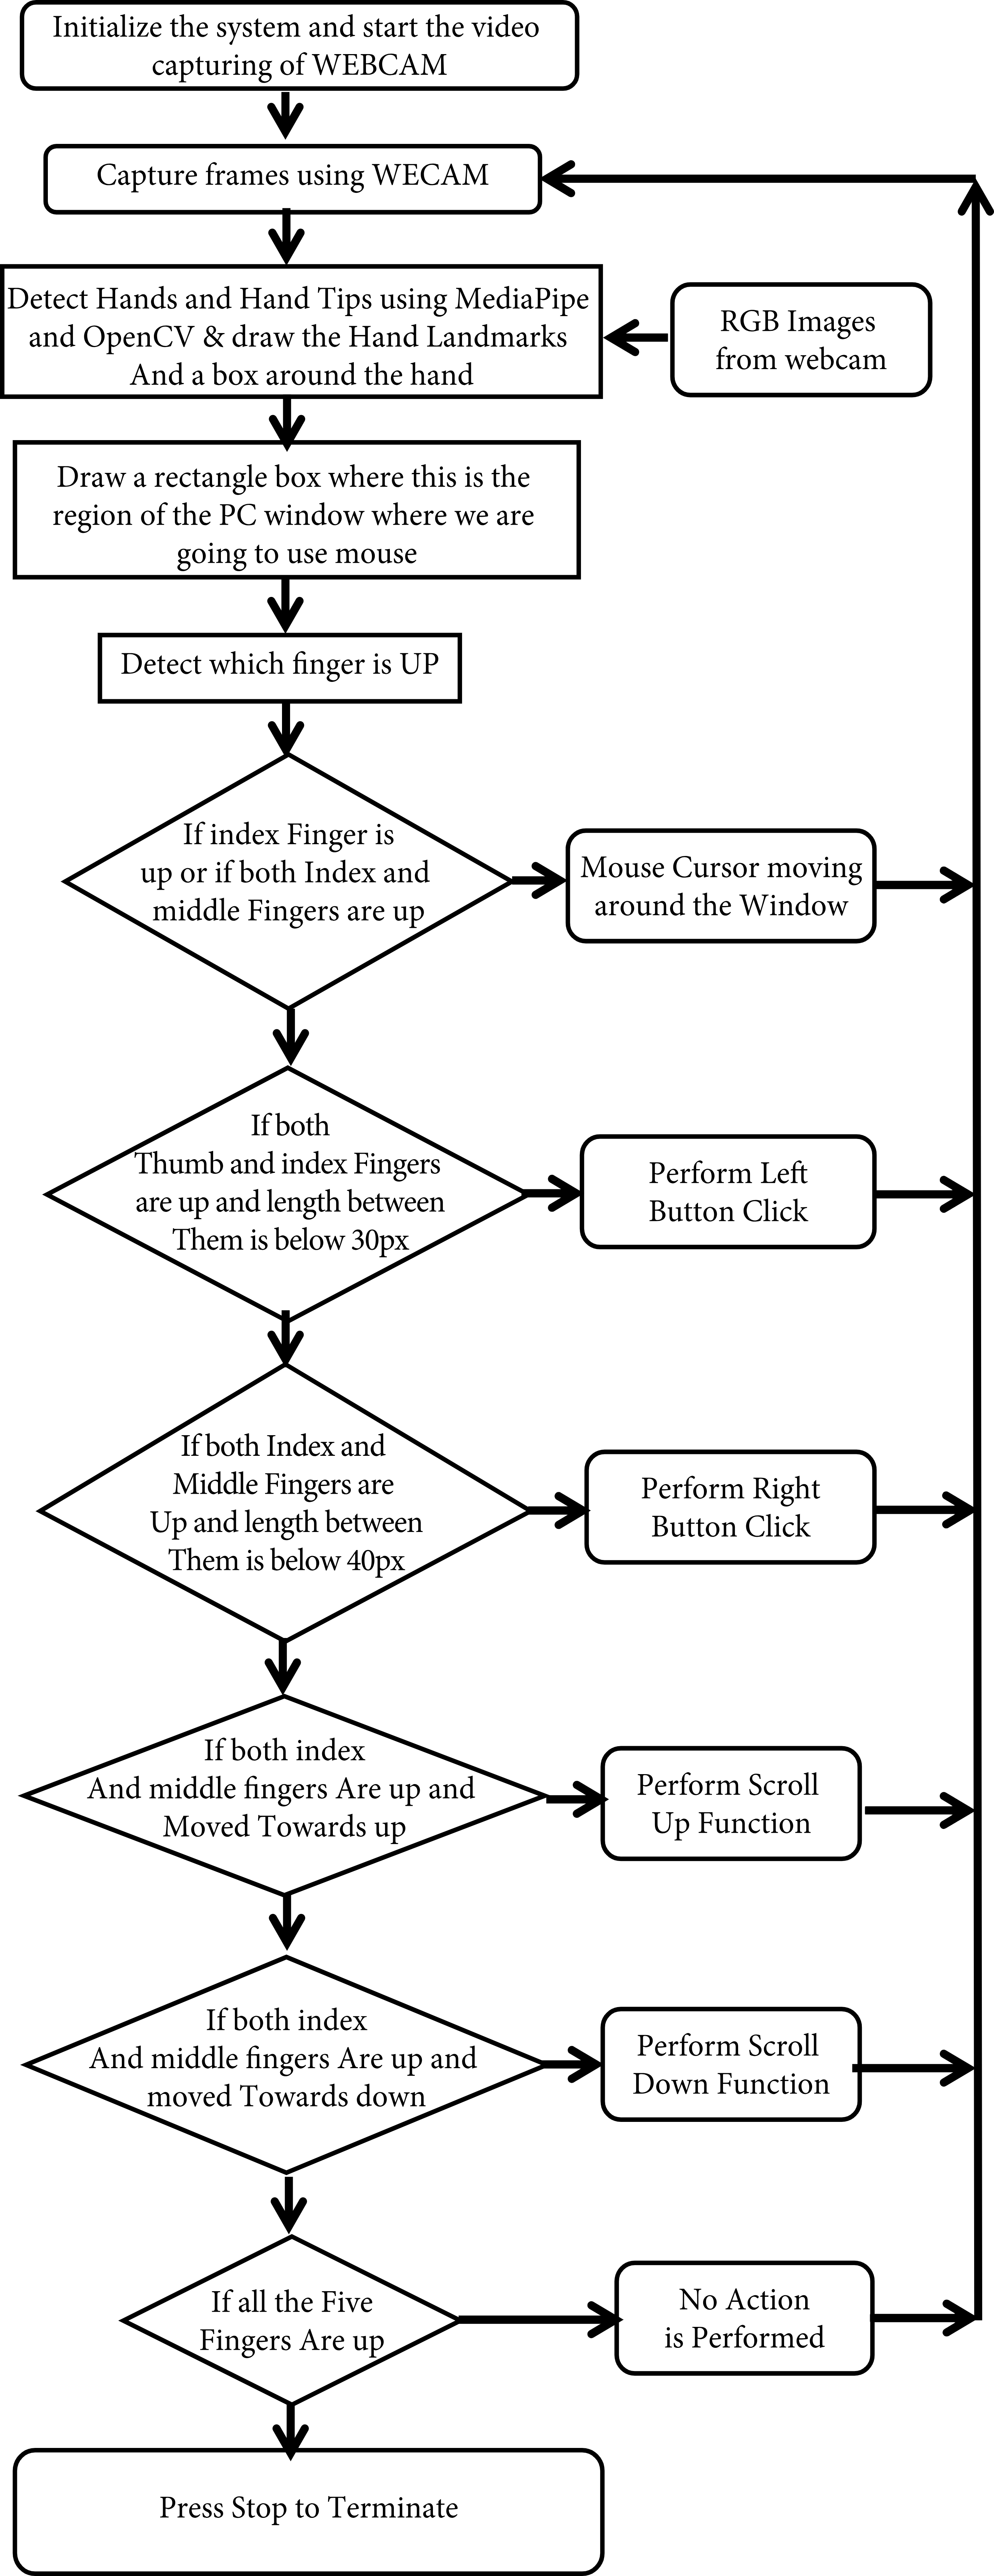 Initialize the system and start the video
capturing of WEBCAM
Capture frames using WECAM
Detect Hands and Hand Tips using MediaPipe
and OpenCV & draw the Hand Landmarks
And a box around the hand
RGB Images
from webcam
Draw a rectangle box where this is the
region of the PC window where we are
going to use mouse
Detect which finger is UP
If index Finger is
up or if both Index and
middle Fingers are up
Mouse Cursor moving
around the Window
If both
Thumb and index Fingers
are up and length between
Them is below 30px
Perform Left
Button Click
If both Index and
Middle Fingers are
Up and length between
Them is below 40px
Perform Right
Button Click
If both index
And middle fingers Are up and
Moved Towards up
Perform Scroll
Up Function
If both index
And middle fingers Are up and
moved Towards down
Perform Scroll
Down Function
If all the Five
Fingers Are up
No Action
is Performed
Press Stop to Terminate